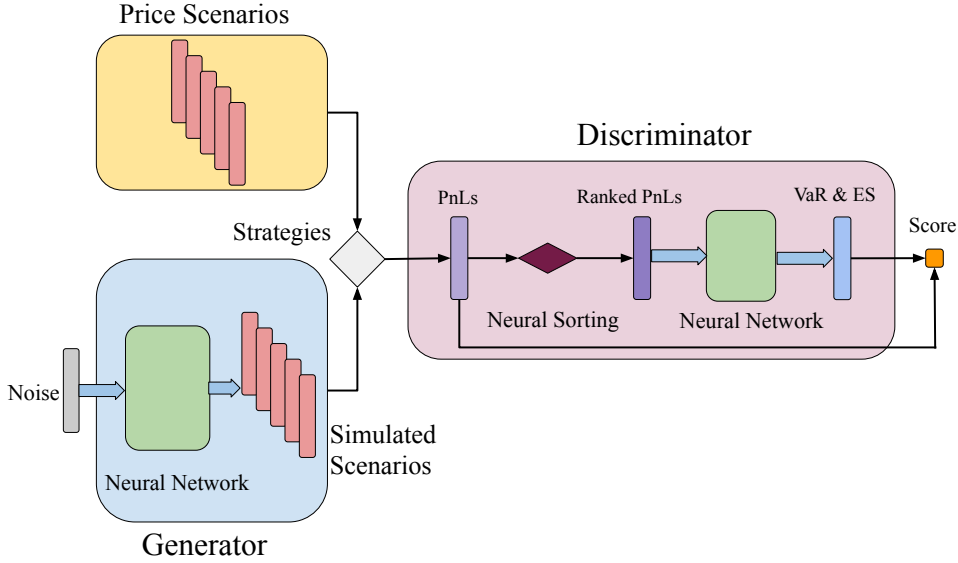 Price Scenarios
Discriminator
PnLs
Ranked PnLs
VaR & ES
Score
Strategies
Neural Sorting
Neural Network
Noise
Simulated
Scenarios
Neural Network
Generator